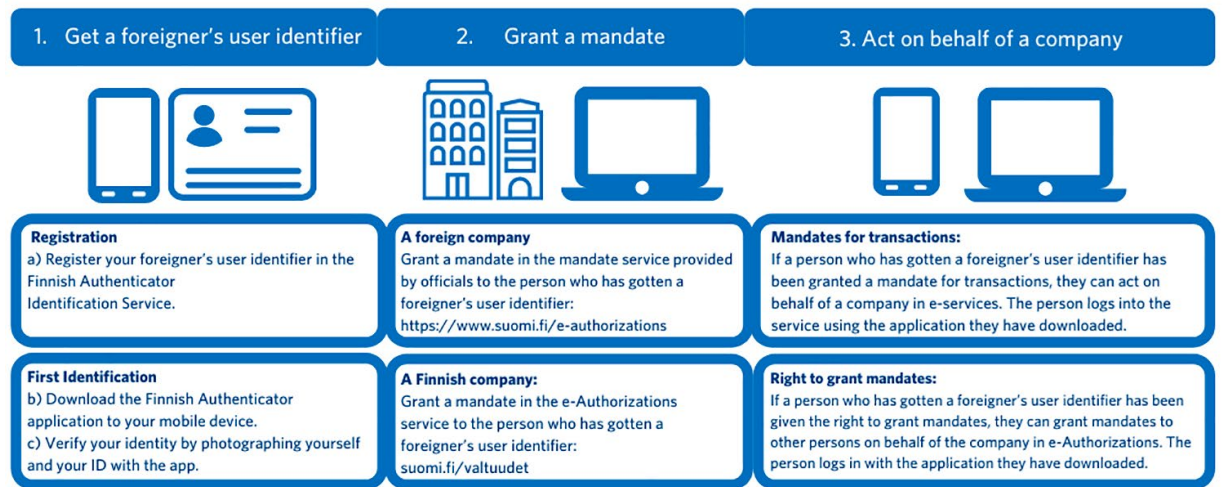 1. Get a foreigner's user identifier
2. Grant a mandate
3. Act on behalf of a company
Registration
a) Register your foreigner's user identifier in the
Finnish Authenticator
Identification Service.
First Identification
b) Download the Finnish Authenticator
application to your mobile device.
c) Verify your identity by photographing yourself
and your ID with the app.
A foreign company
Grant a mandate in the mandate service provided
by officials to the person who has gotten a
foreigner's user identifier:
https://www.suomi.fi/e-authorizations
A Finnish company:
Grant a mandate in the e-Authorizations
service to the person who has gotten a
foreigner's user identifier:
suomi.fi/valtuudet
Mandates for transactions:
If a person who has gotten a foreigner's user identifier has
been granted a mandate for transactions, they can act on
behalf of a company in e-services. The person logs into the
service using the application they have downloaded.
Right to grant mandates:
If a person who has gotten a foreigner's user identifier has been
given the right to grant mandates, they can grant mandates to
other persons on behalf of the company in e-Authorizations. The
person logs in with the application they have downloaded.